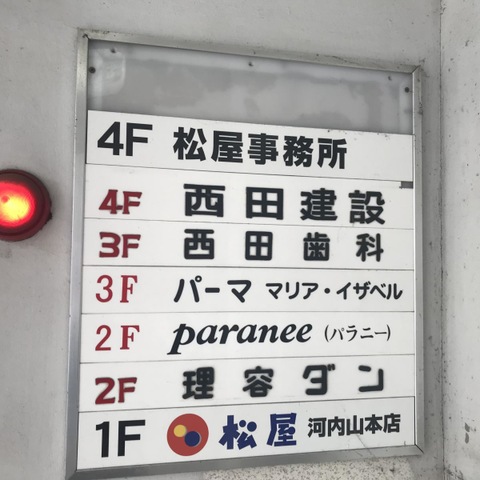 4F 松屋事務所
4F 西田建設
3F 西田歯科
3F パーマ マリア・イザベル
2F paranee (パラニー)
2F 理容ダン
1F 松屋 河内山本店